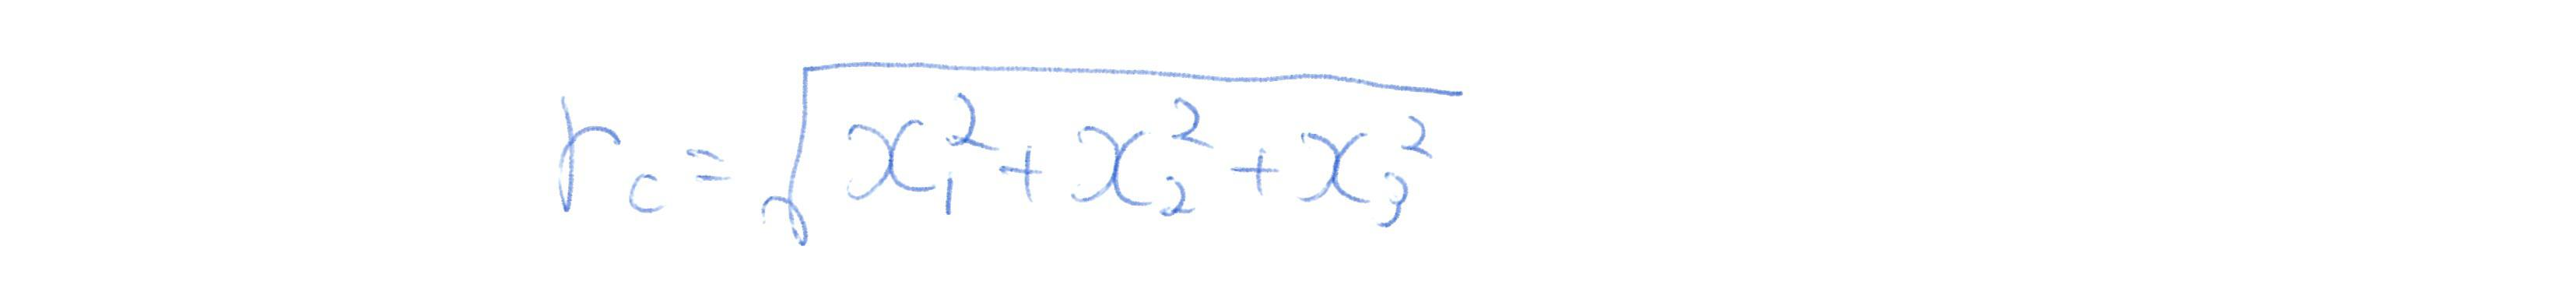 $r_c = \sqrt{x_1^2 + x_2^2 + x_3^2}$